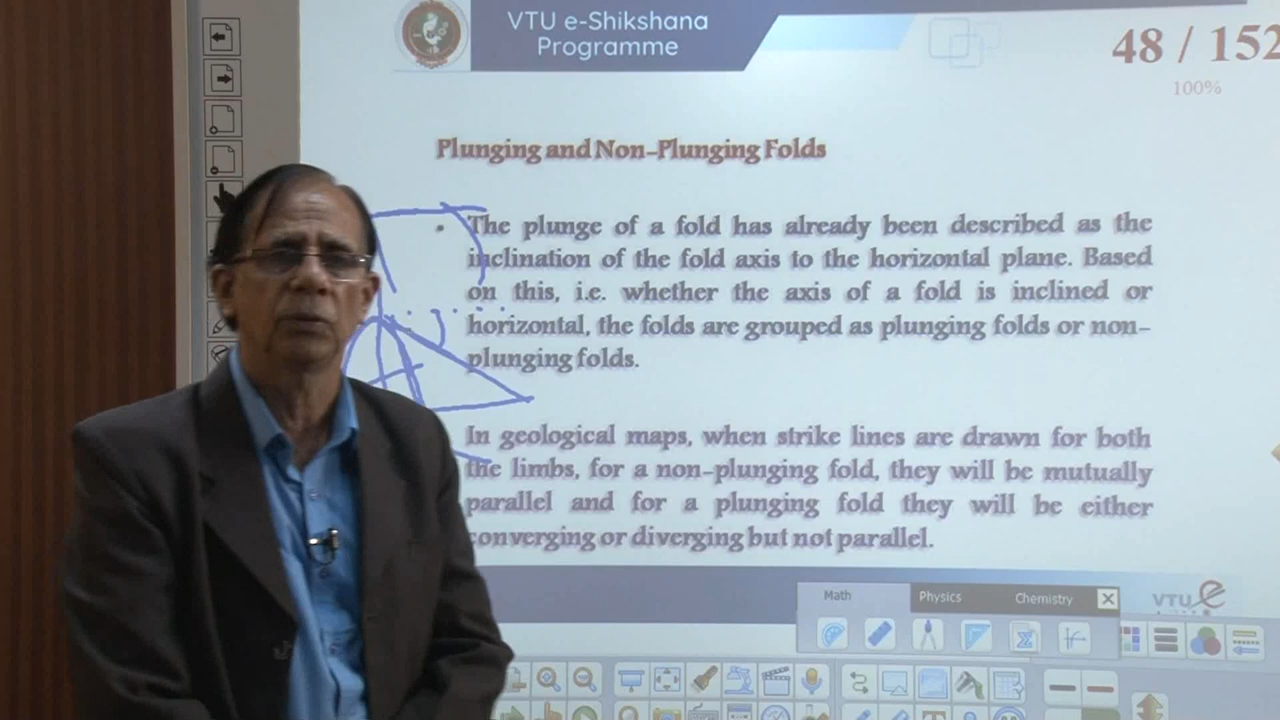 VTU e-Shikshana
Programme
48 / 152
100%
Plunging and Non-Plunging Folds
• The plunge of a fold has already been described as the
inclination of the fold axis to the horizontal plane. Based
on this, i.e. whether the axis of a fold is inclined or
horizontal, the folds are grouped as plunging folds or non-
plunging folds.
In geological maps, when strike lines are drawn for both
the limbs, for a non-plunging fold, they will be mutually
parallel and for a plunging fold they will be either
converging or diverging but not parallel.
Math Physics Chemistry
VTU e